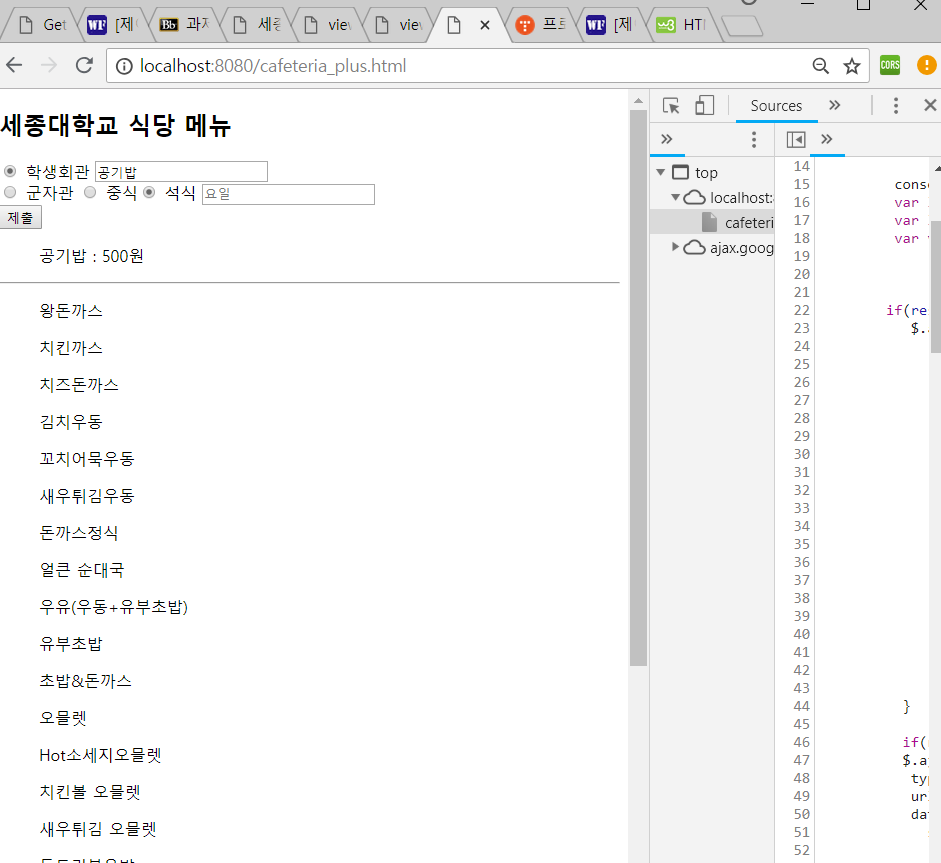 Get
WF [제
Bb 과
세
view
view
프
WF [제
w3 HT
localhost:8080/cafeteria_plus.html
CORS
세종대학교 식당 메뉴
학생회관 공기밥
군자관 중식 석식 요일
제출
공기밥 : 500원
왕돈까스
치킨까스
치즈돈까스
김치우동
꼬치어묵우동
새우튀김우동
돈까스정식
얼큰 순대국
우유(우동+유부초밥)
유부초밥
초밥&돈까스
오믈렛
Hot소세지오믈렛
치킨볼 오믈렛
새우튀김 오믈렛
Sources
top
localhost:
cafeteri
ajax.goog
14
15 conso
16 var
17 var
18 var
19
20
21
22 if(re
23 $.
24
25
26
27
28
29
30
31
32
33
34
35
36
37
38
39
40
41
42
43
44 }
45
46 if(
47 $.aj
48 typ
49 ur
50 dat
51
52